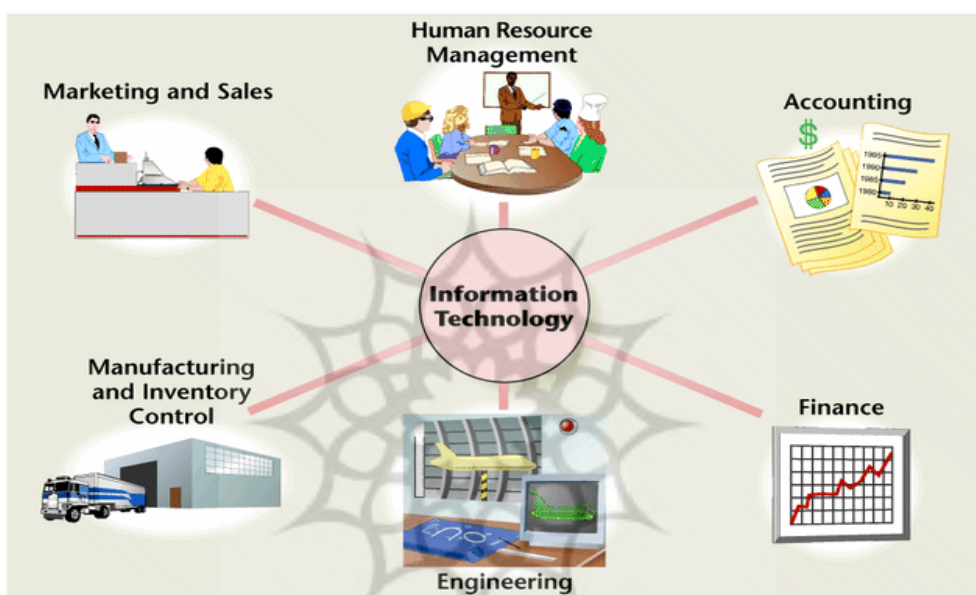 Human Resource
Management
Marketing and Sales
Accounting
$
1995
1990
1985
1980
10 20 30 40
Information
Technology
Manufacturing
and Inventory
Control
Finance
Engineering